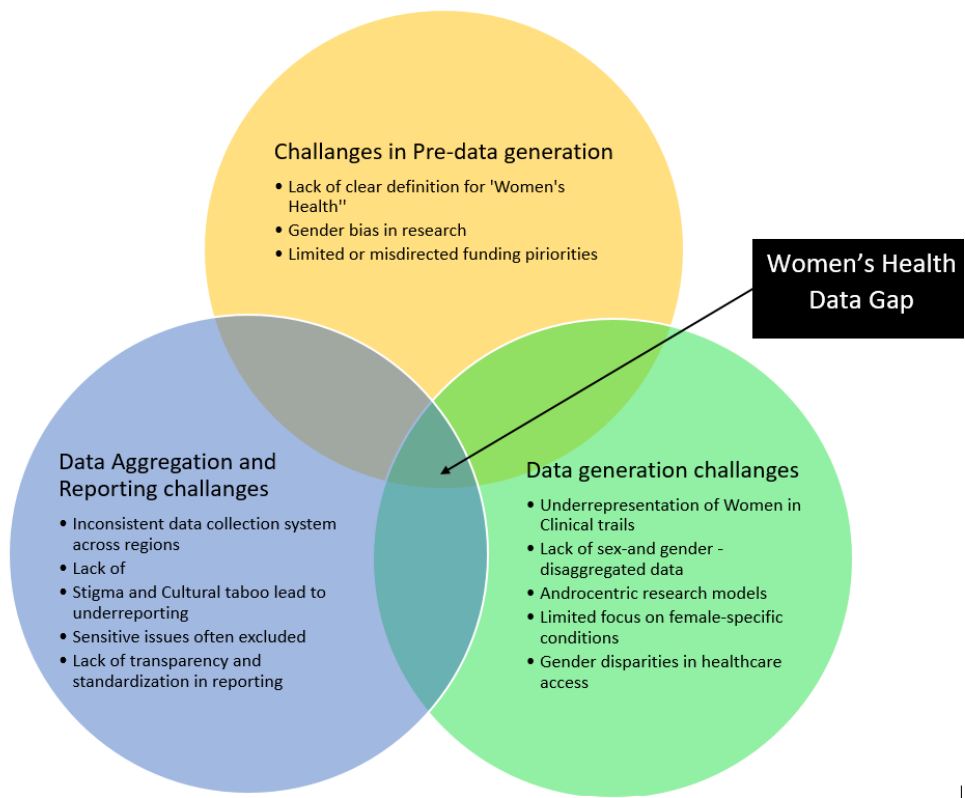 Challanges in Pre-data generation
• Lack of clear definition for 'Women's
Health''
• Gender bias in research
• Limited or misdirected funding piriorities
Women's Health
Data Gap
Data Aggregation and
Reporting challanges
• Inconsistent data collection system
across regions
• Lack of
• Stigma and Cultural taboo lead to
underreporting
• Sensitive issues often excluded
• Lack of transparency and
standardization in reporting
Data generation challanges
• Underrepresentation of Women in
Clinical trails
• Lack of sex-and gender -
disaggregated data
• Androcentric research models
• Limited focus on female-specific
conditions
• Gender disparities in healthcare
access